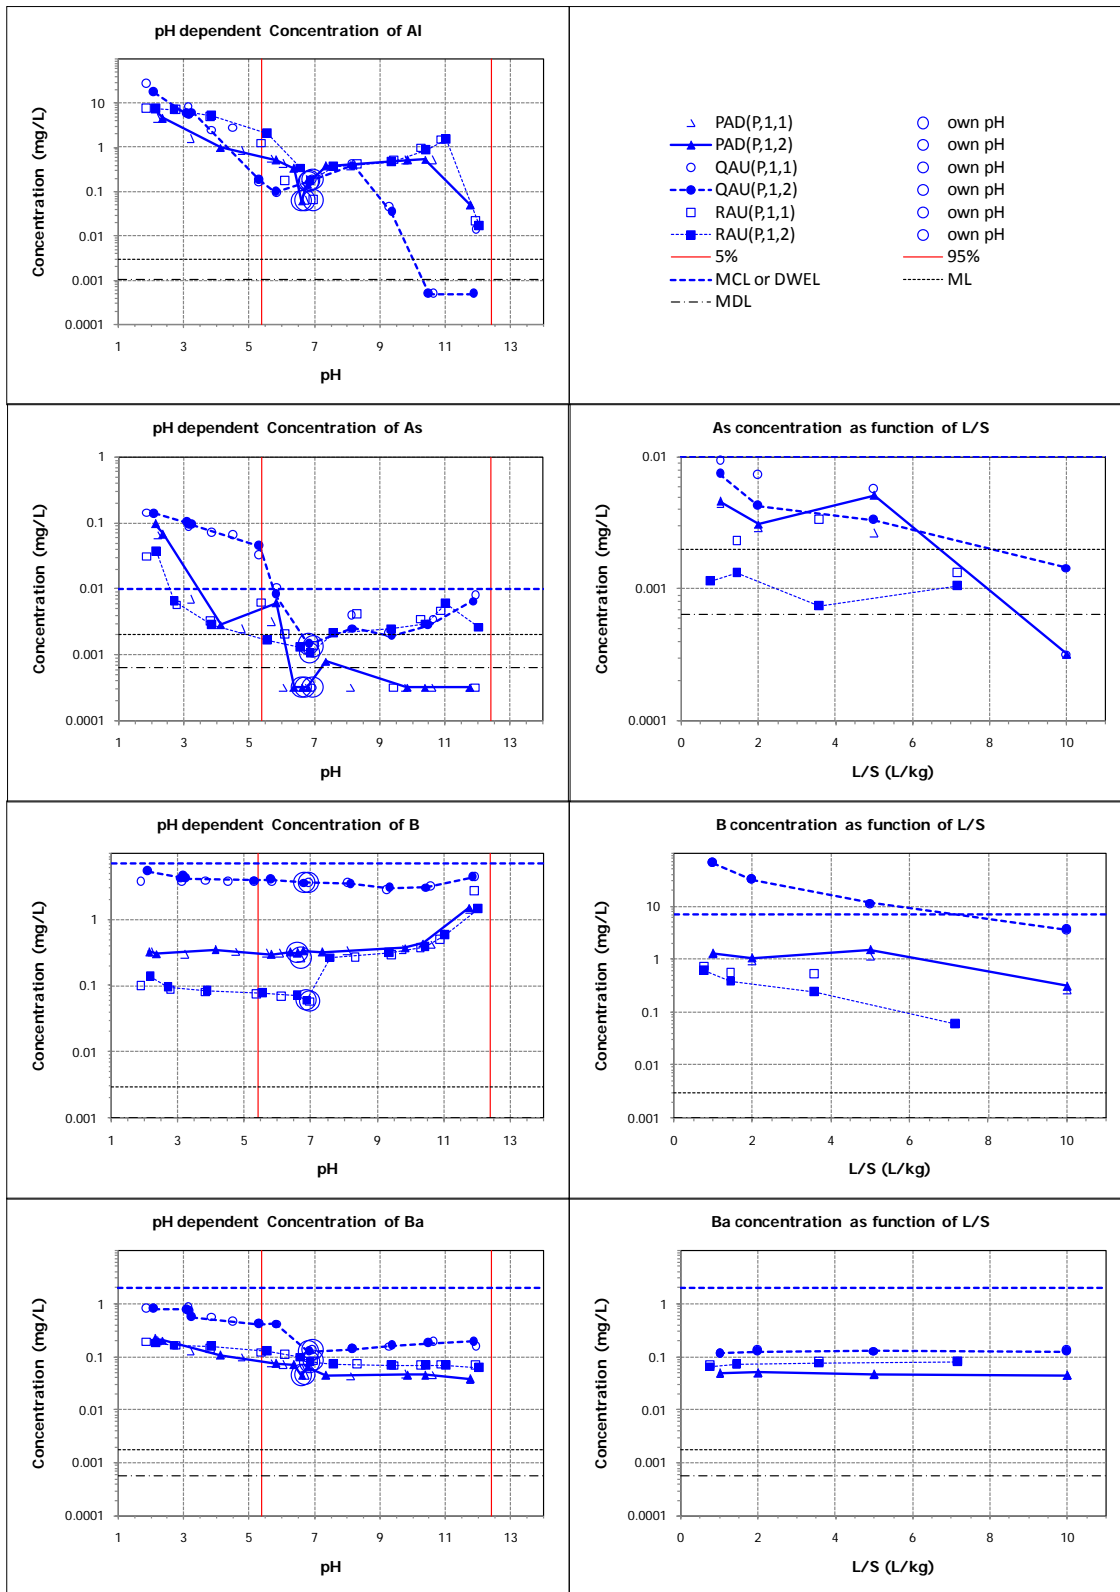 pH dependent Concentration of Al
Concentration (mg/L)
10
1
0.1
0.01
0.001
0.0001
1 3 5 7 9 11 13
pH
PAD(P,1,1) own pH
PAD(P,1,2) own pH
QAU(P,1,1) own pH
QAU(P,1,2) own pH
RAU(P,1,1) own pH
RAU(P,1,2) own pH
5% 95%
MCL or DWEL ML
MDL
pH dependent Concentration of As
Concentration (mg/L)
1
0.1
0.01
0.001
0.0001
1 3 5 7 9 11 13
pH
As concentration as function of L/S
Concentration (mg/L)
0.01
0.001
0.0001
0 2 4 6 8 10
L/S (L/kg)
pH dependent Concentration of B
Concentration (mg/L)
1
0.1
0.01
0.001
1 3 5 7 9 11 13
pH
B concentration as function of L/S
Concentration (mg/L)
10
1
0.1
0.01
0.001
0 2 4 6 8 10
L/S (L/kg)
pH dependent Concentration of Ba
Concentration (mg/L)
1
0.1
0.01
0.001
0.0001
1 3 5 7 9 11 13
pH
Ba concentration as function of L/S
Concentration (mg/L)
1
0.1
0.01
0.001
0.0001
0 2 4 6 8 10
L/S (L/kg)